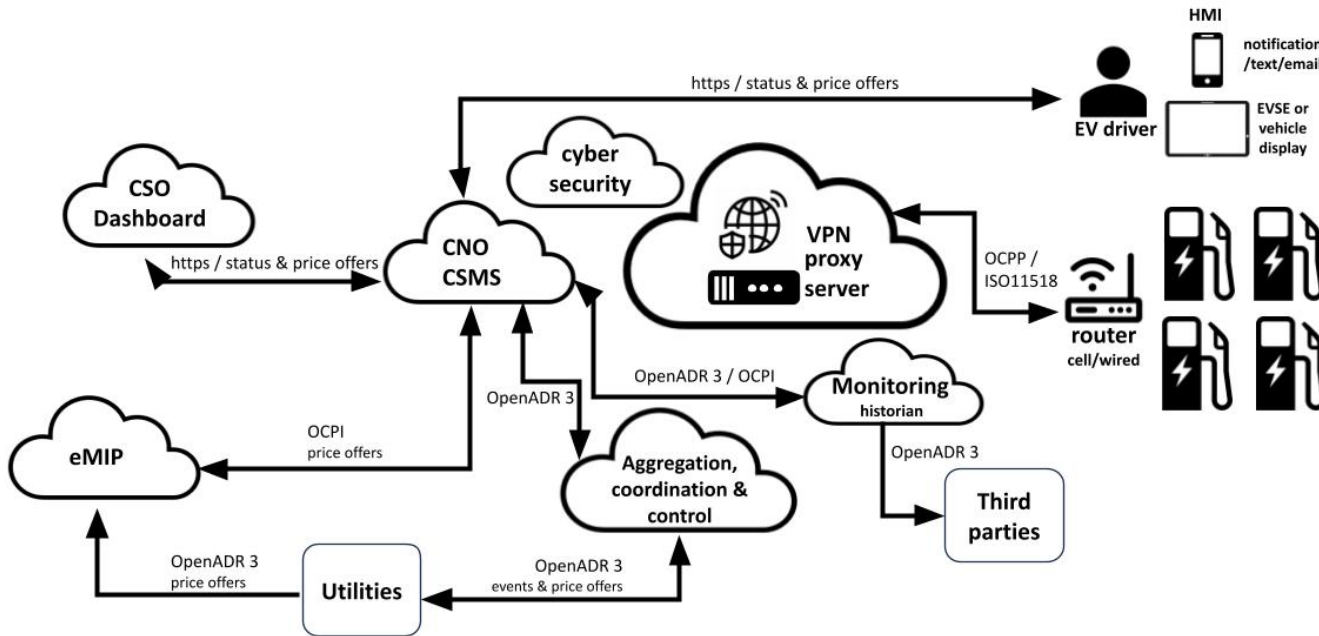 HMI
notification
/text/email
https / status & price offers
EV driver
EVSE or
vehicle
display
cyber
security
CSO
Dashboard
VPN
proxy
server
CNO
CSMS
https / status & price offers
OCPP /
ISO11518
router
cell/wired
OpenADR 3 / OCPI
Monitoring
historian
OpenADR 3
OCPI
price offers
eMIP
OpenADR 3
Aggregation,
coordination &
control
Third
parties
OpenADR 3
price offers
Utilities
OpenADR 3
events & price offers